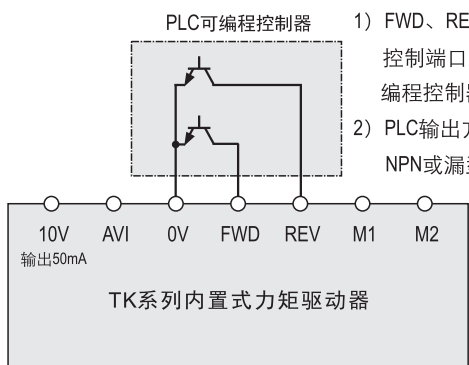 PLC可编程控制器
1）FWD、RE
控制端口
编程控制
2）PLC输出
NPN或漏
10V AVI 0V FWD REV M1 M2
输出50mA
TK系列内置式力矩驱动器